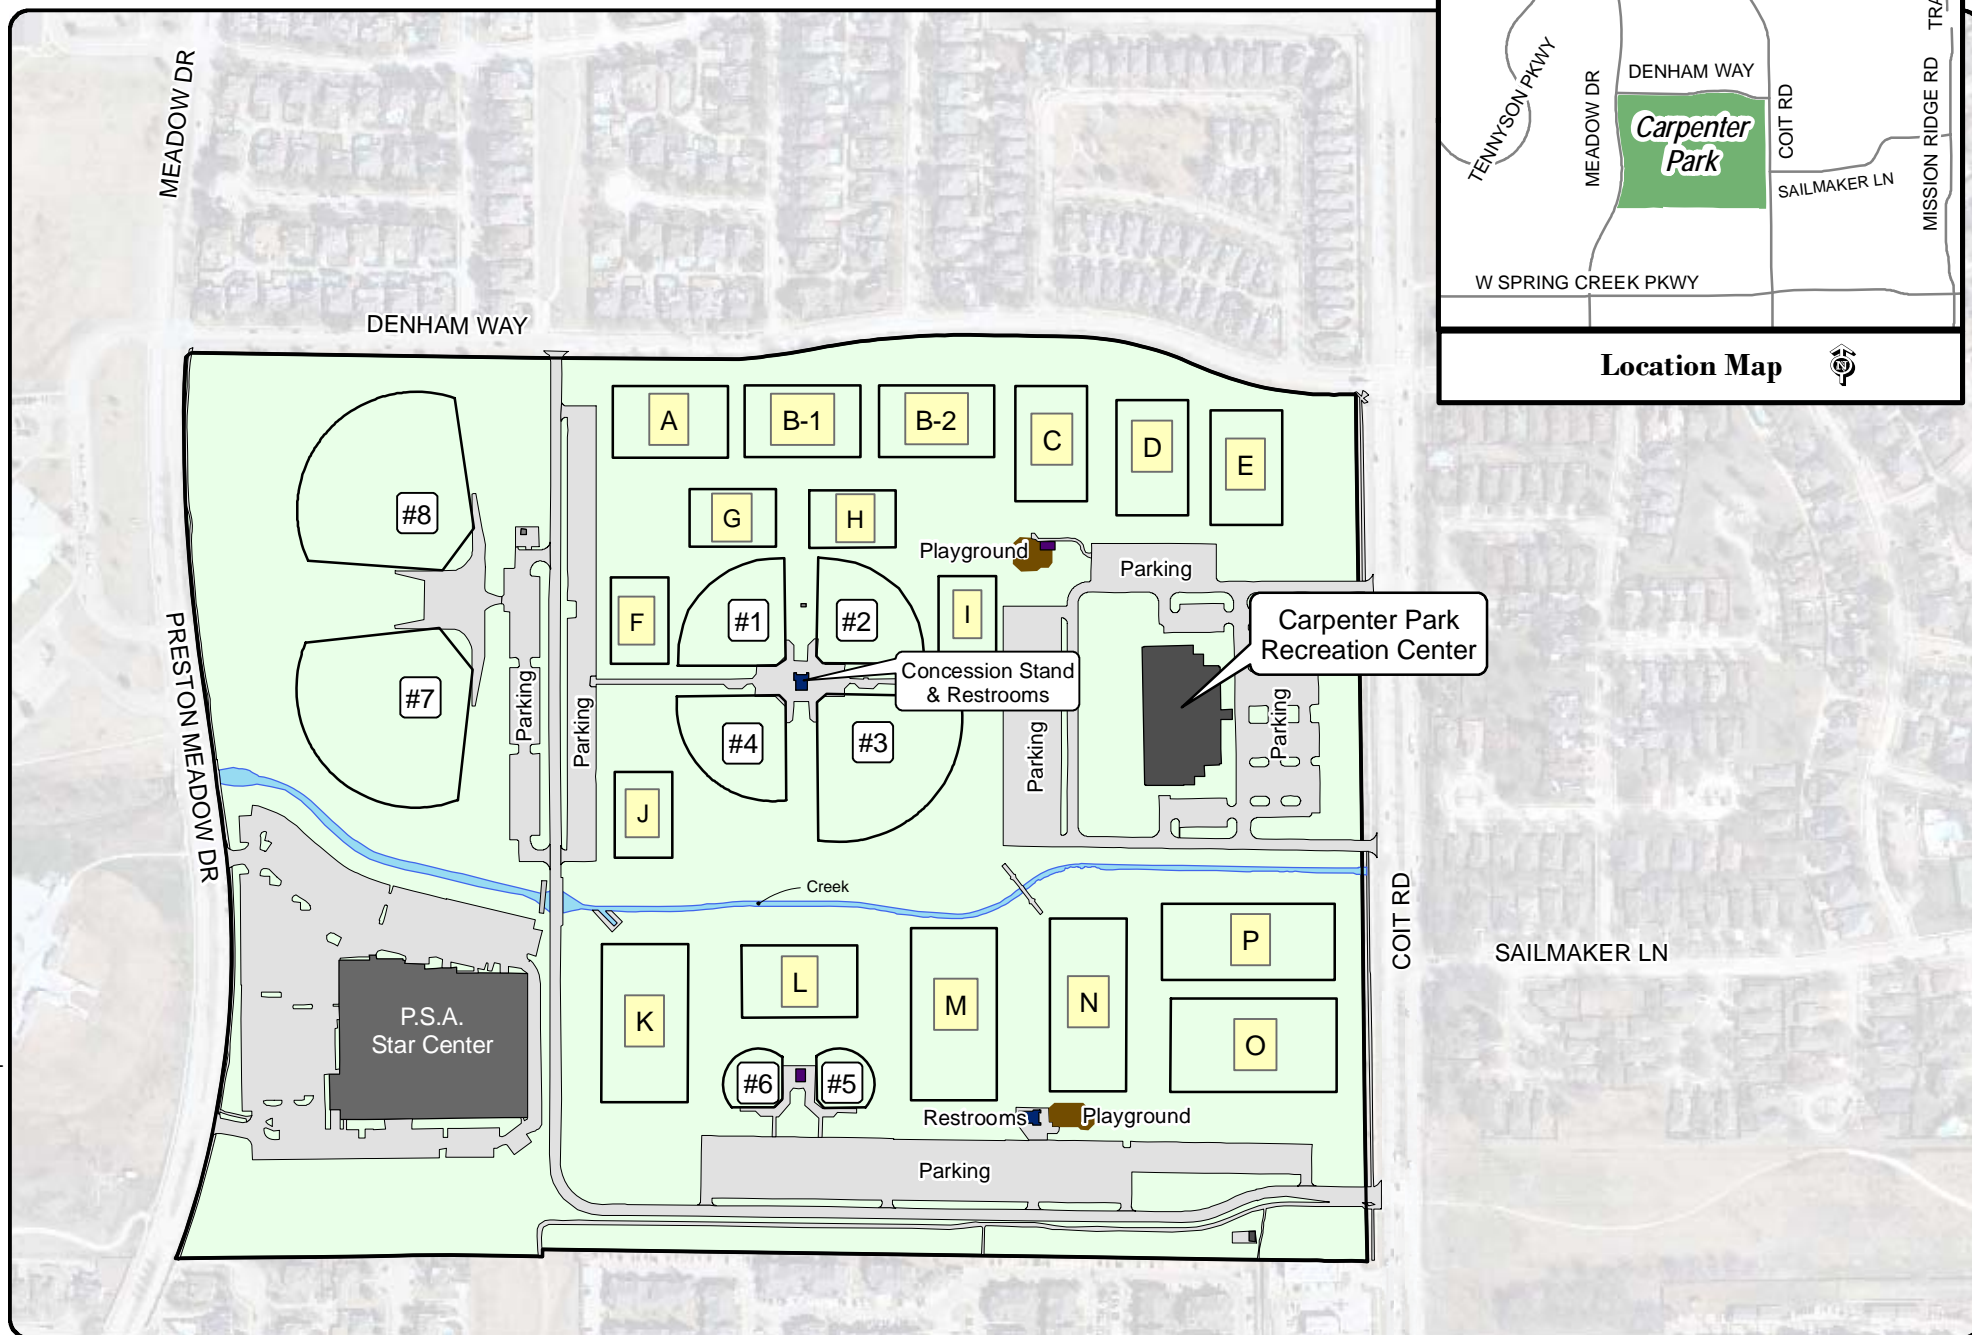 MEADOW DR
DENHAM WAY
PRESTON MEADOW DR
COIT RD
SAILMAKER LN
TENNYSON PKWY
MEADOW DR
DENHAM WAY
Carpenter
Park
COIT RD
SAILMAKER LN
MISSION RIDGE RD
TRA
W SPRING CREEK PKWY
Location Map
N
A
B-1
B-2
C
D
E
#8
G
H
Playground
Parking
F
#1
#2
I
Carpenter Park
Recreation Center
Concession Stand
& Restrooms
#7
Parking
Parking
#4
#3
Parking
Parking
J
Creek
P
K
L
M
N
O
P.S.A.
Star Center
#6
#5
Restrooms
Playground
Parking